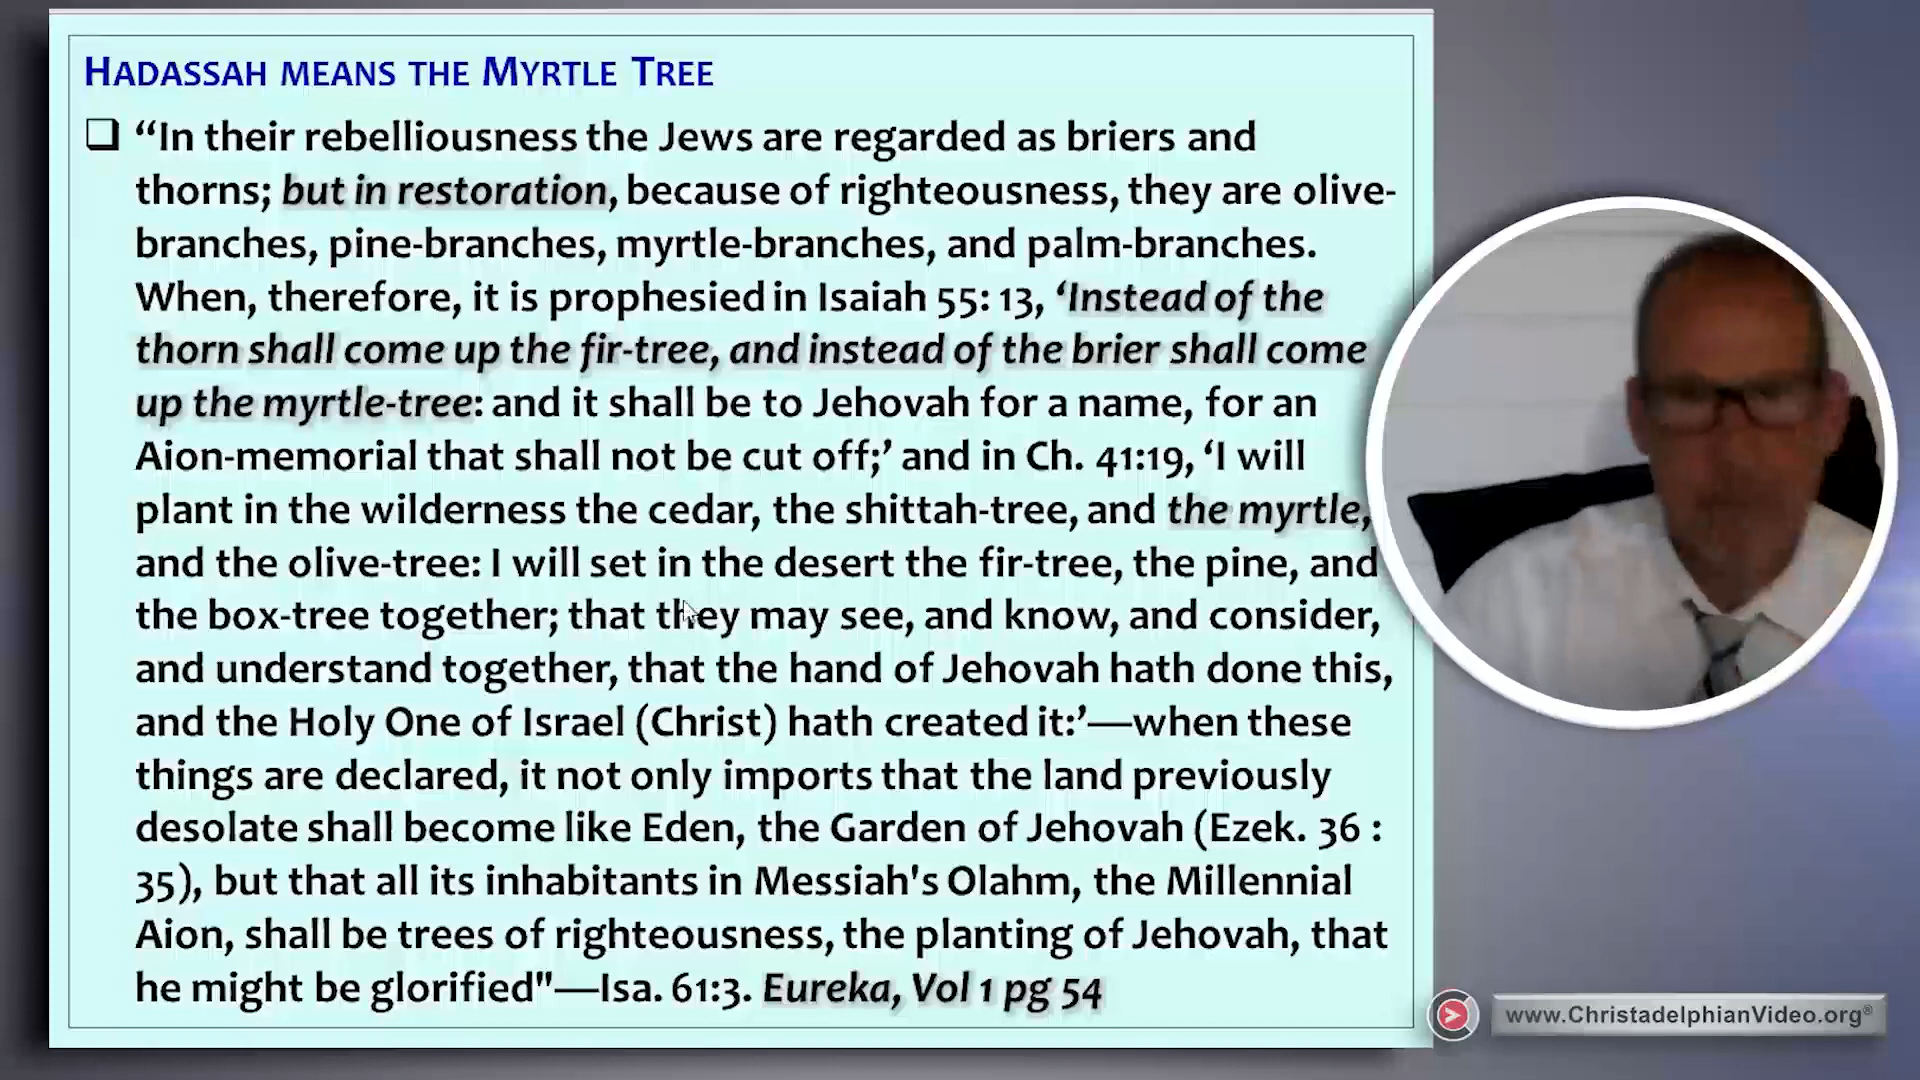 HADASSAH MEANS THE MYRTLE TREE
“In their rebelliousness the Jews are regarded as briers and
thorns; but in restoration, because of righteousness, they are olive-
branches, pine-branches, myrtle-branches, and palm-branches.
When, therefore, it is prophesied in Isaiah 55: 13, ‘Instead of the
thorn shall come up the fir-tree, and instead of the brier shall come
up the myrtle-tree: and it shall be to Jehovah for a name, for an
Aion-memorial that shall not be cut off;’ and in Ch. 41:19, ‘I will
plant in the wilderness the cedar, the shittah-tree, and the myrtle,
and the olive-tree: I will set in the desert the fir-tree, the pine, and
the box-tree together; that they may see, and know, and consider,
and understand together, that the hand of Jehovah hath done this,
and the Holy One of Israel (Christ) hath created it:’—when these
things are declared, it not only imports that the land previously
desolate shall become like Eden, the Garden of Jehovah (Ezek. 36 :
35), but that all its inhabitants in Messiah's Olahm, the Millennial
Aion, shall be trees of righteousness, the planting of Jehovah, that
he might be glorified"—Isa. 61:3. Eureka, Vol 1 pg 54
www.ChristadelphianVideo.org®